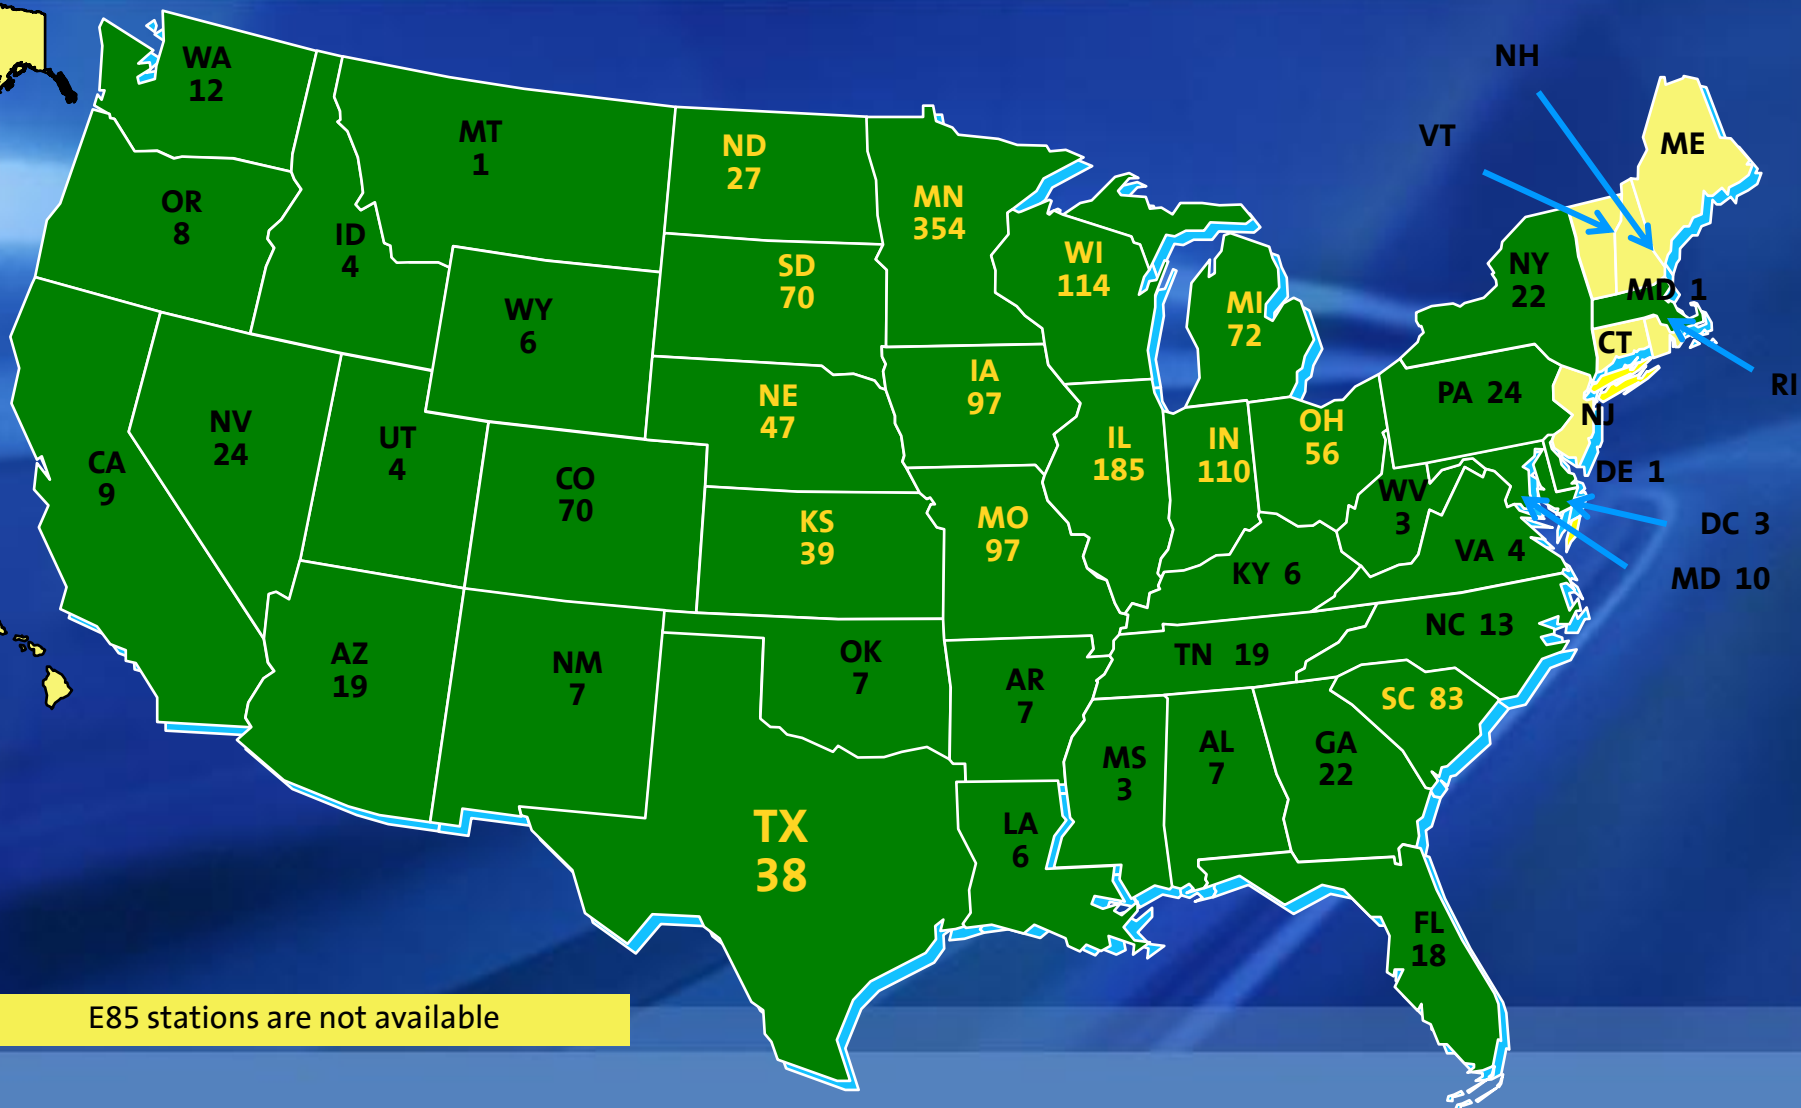 NH
WA
12
VT
MT
1
ND
27
ME
MN
354
OR
8
ID
4
WI
114
SD
70
NY
22
MD 1
WY
6
MI
72
CT
IA
97
RI
NE
47
PA 24
NJ
NV
24
UT
4
OH
56
IL
185
IN
110
CA
9
CO
70
DE 1
WV
3
KS
39
MO
97
DC 3
VA 4
KY 6
MD 10
NC 13
AZ
19
NM
7
OK
7
TN 19
AR
7
SC 83
MS
3
AL
7
GA
22
TX
38
LA
6
FL
18
E85 stations are not available